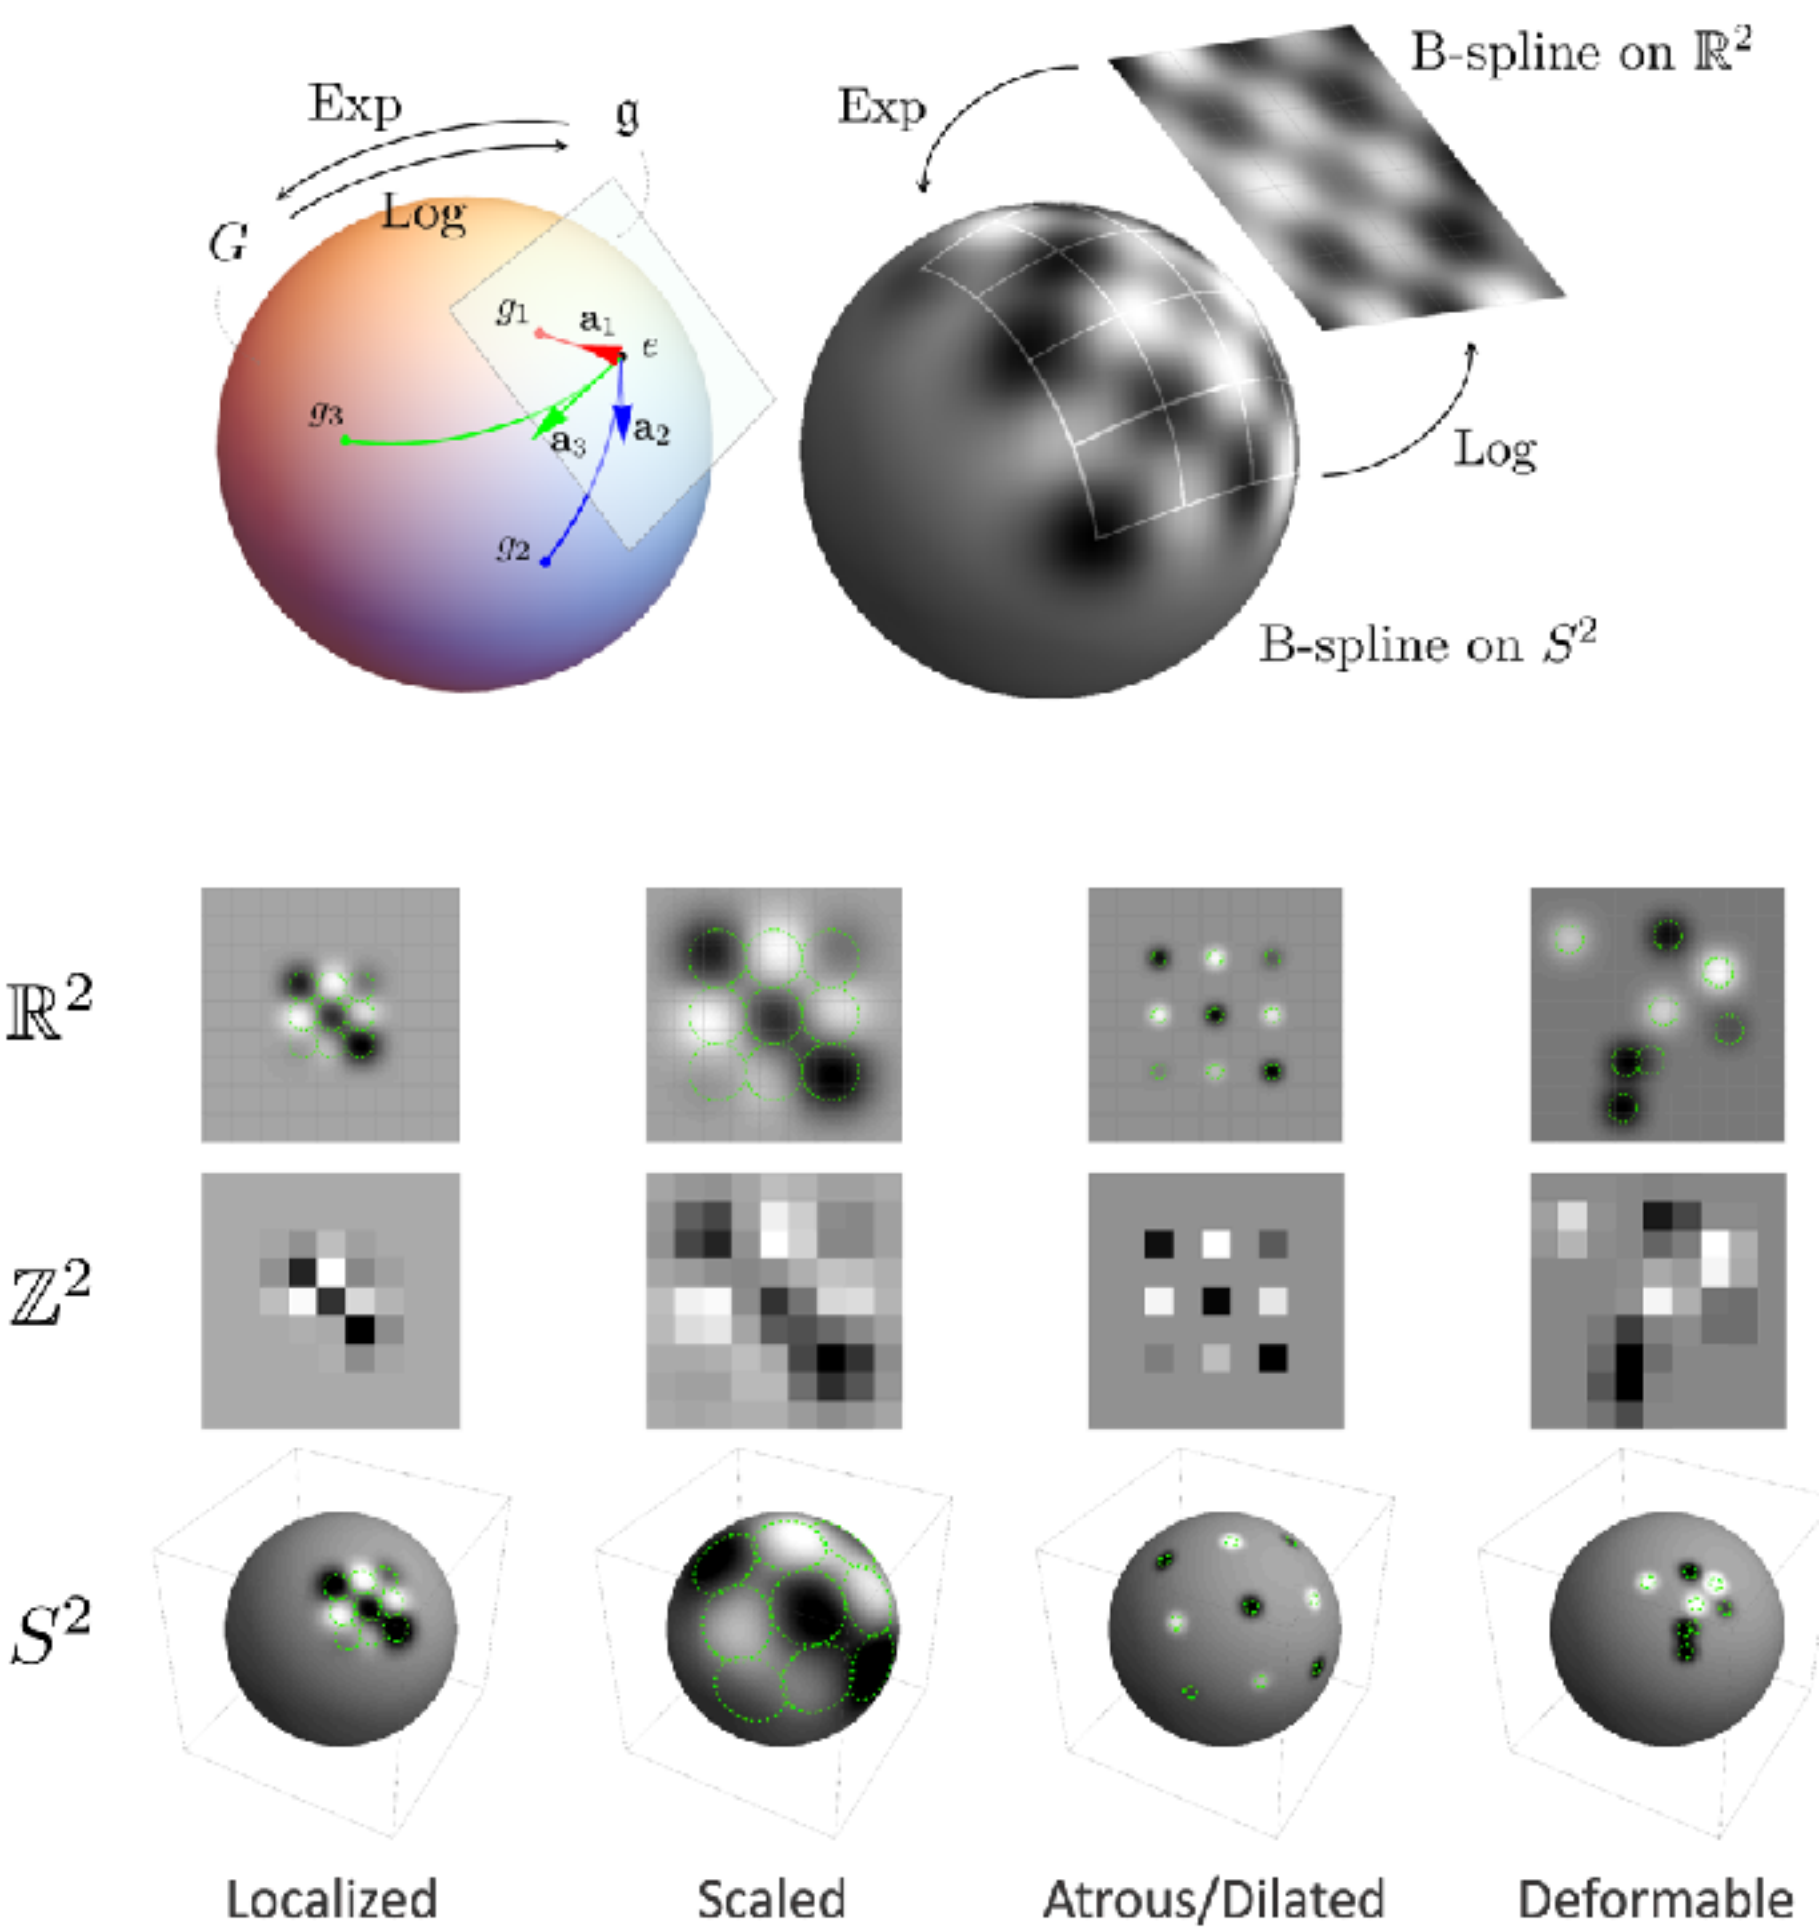 Exp
𝔤
Log
G
g₁
a₁
e
g₃
a₃
a₂
g₂
B-spline on ℝ²
Exp
Log
B-spline on S²
ℝ²
ℤ²
S²
Localized Scaled Atrous/Dilated Deformable